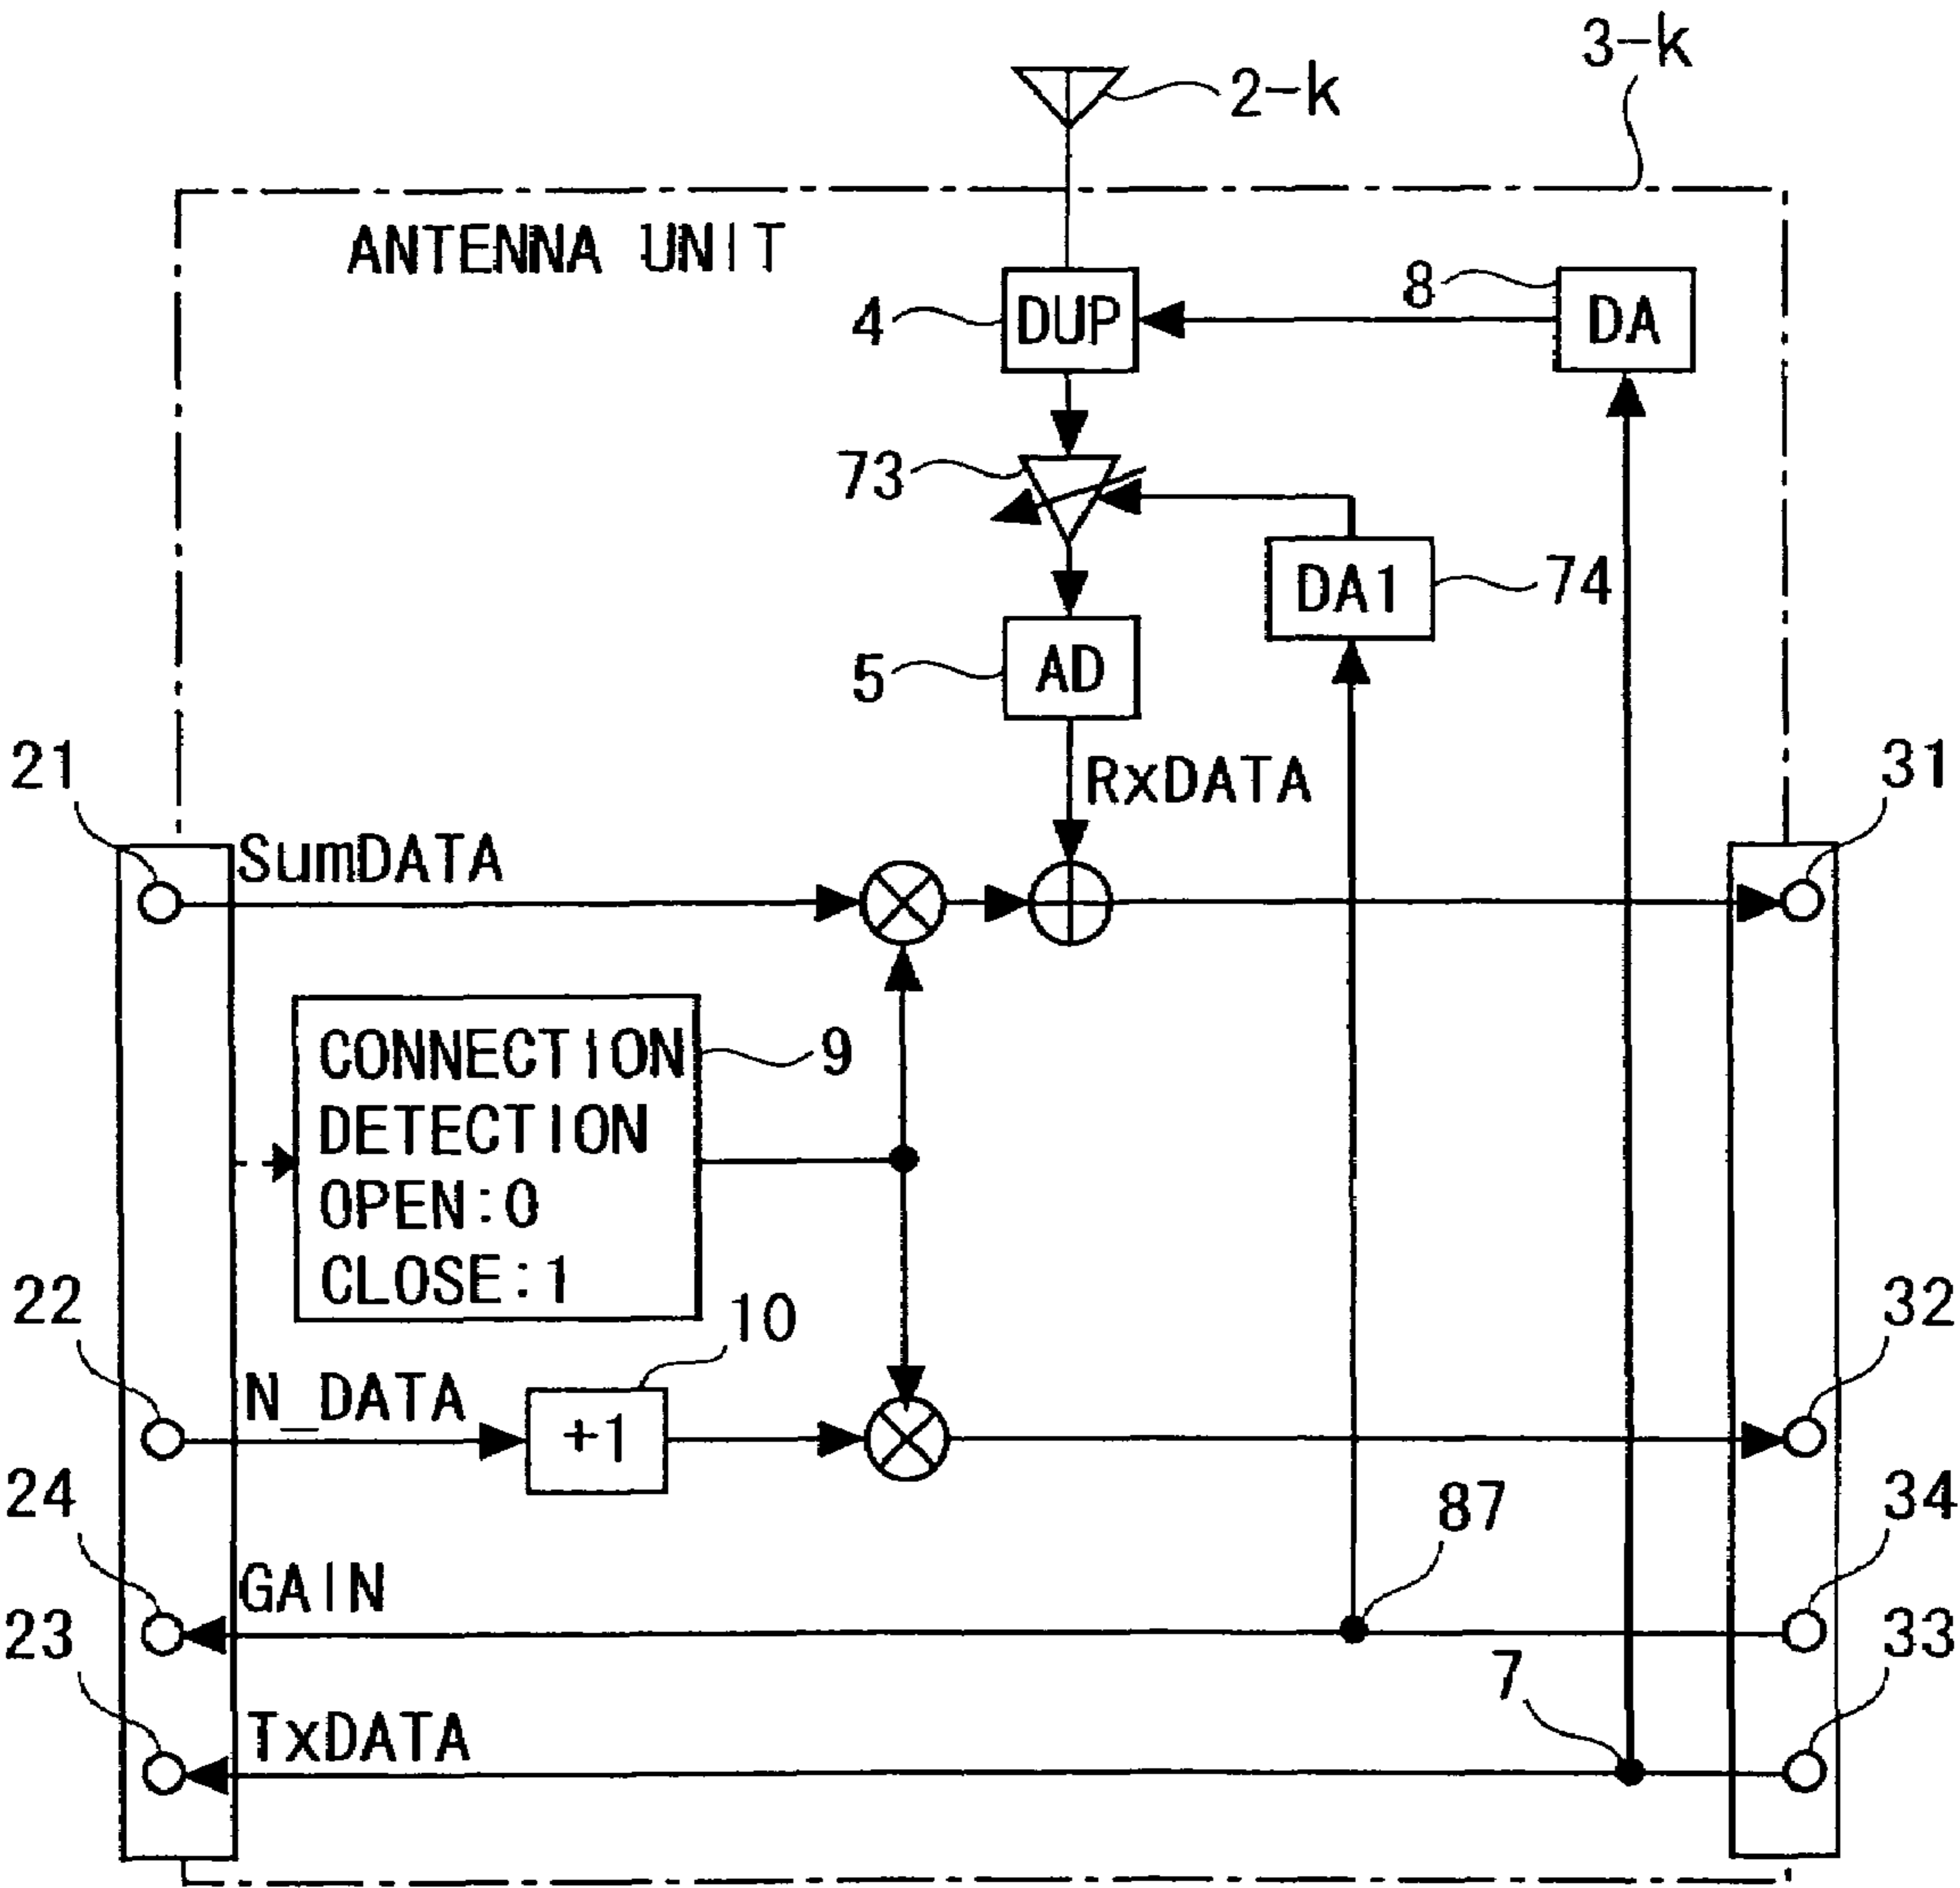 3-k
2-k
ANTENNA UNIT
8
4
DUP
DA
73
DA1
74
5
AD
21
RxDATA
31
SumDATA
CONNECTION
DETECTION
OPEN:0
CLOSE:1
9
22
10
32
N_DATA
+1
24
87
34
GAIN
23
7
33
TxDATA